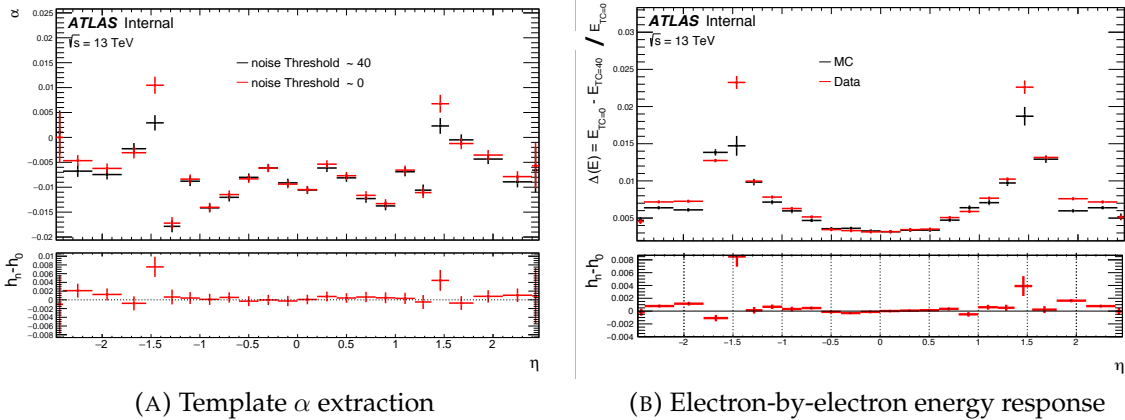 α
ATLAS Internal
√s = 13 TeV
noise Threshold ~ 40
noise Threshold ~ 0
0.025
0.02
0.015
0.01
0.005
0
−0.005
−0.01
−0.015
−0.02
hₙ-h₀
0.008
0.006
0.004
0.002
0
−0.002
−0.004
−0.006
−0.008
−2 −1.5 −1 −0.5 0 0.5 1 1.5 2
η
(A) Template α extraction
Δ(E) = E_TC=0 - E_TC=40 / E_TC=0
ATLAS Internal
√s = 13 TeV
MC
Data
0.03
0.025
0.02
0.015
0.01
0.005
hₙ-h₀
0.008
0.006
0.004
0.002
0
−0.002
−0.004
−2 −1.5 −1 −0.5 0 0.5 1 1.5 2
η
(B) Electron-by-electron energy response